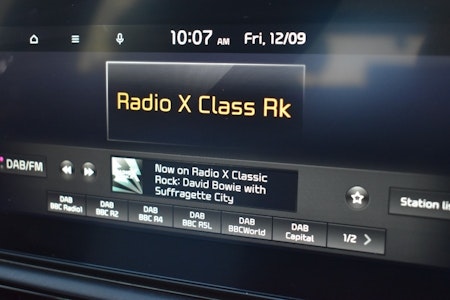 10:07 AM Fri, 12/09
Radio X Class Rk
DAB/FM
Now on Radio X Classic
Rock: David Bowie with
Suffragette City
Station lis
DAB
BBC Radio1
DAB
BBC R2
DAB
BBC R4
DAB
BBC R5L
DAB
BBCWorld
DAB
Capital
1/2